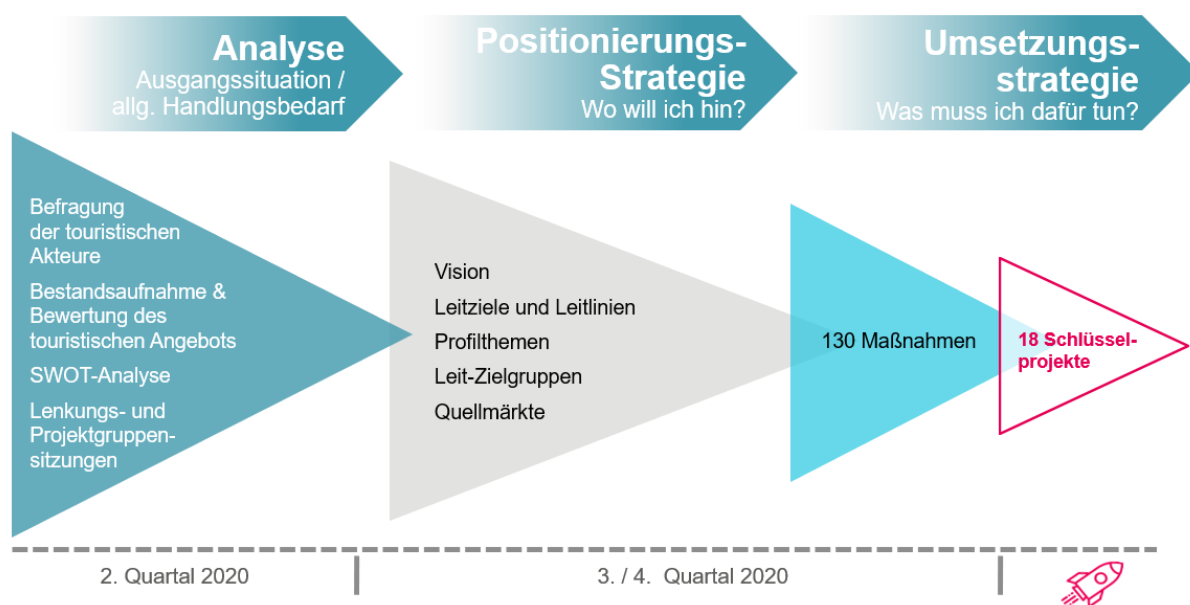 Analyse
Ausgangssituation /
allg. Handlungsbedarf
Positionierungs-
Strategie
Wo will ich hin?
Umsetzungs-
strategie
Was muss ich dafür tun?
Befragung
der touristischen
Akteure
Bestandsaufnahme &
Bewertung des
touristischen Angebots
SWOT-Analyse
Lenkungs- und
Projektgruppen-
sitzungen
Vision
Leitziele und Leitlinien
Profilthemen
Leit-Zielgruppen
Quellmärkte
130 Maßnahmen
18 Schlüssel-
projekte
2. Quartal 2020
3. / 4. Quartal 2020